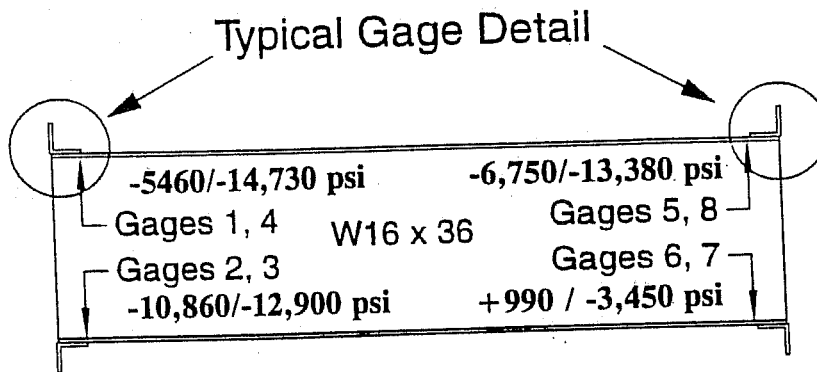 Typical Gage Detail
-5460/-14,730 psi -6,750/-13,380 psi
Gages 1, 4 W16 x 36 Gages 5, 8
Gages 2, 3 Gages 6, 7
-10,860/-12,900 psi +990 / -3,450 psi